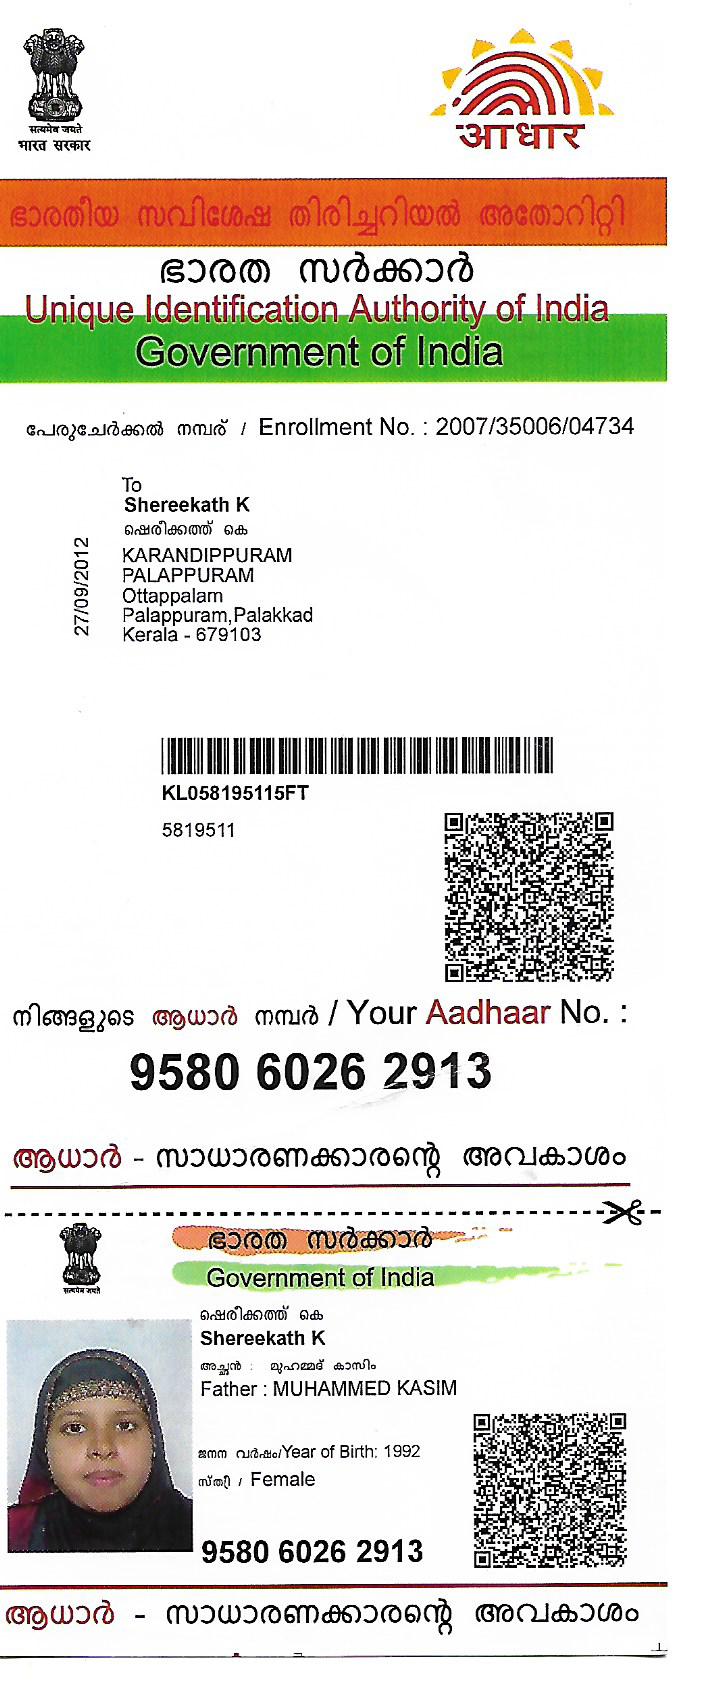 सत्यमेव जयते
भारत सरकार
आधार
ഭാരതീയ സവിശേഷ തിരിച്ചറിയൽ അതോറിറ്റി
ഭാരത സർക്കാർ
Unique Identification Authority of India
Government of India
പേരുചേർക്കൽ നമ്പര് / Enrollment No. : 2007/35006/04734
27/09/2012
To
Shereekath K
ഷെരീക്കത്ത് കെ
KARANDIPPURAM
PALAPPURAM
Ottappalam
Palappuram,Palakkad
Kerala - 679103
KL058195115FT
5819511
നിങ്ങളുടെ ആധാർ നമ്പർ / Your Aadhaar No. :
9580 6026 2913
ആധാർ - സാധാരണക്കാരന്റെ അവകാശം
सत्यमेव जयते
ഭാരത സർക്കാർ
Government of India
ഷെരീക്കത്ത് കെ
Shereekath K
അച്ഛൻ : മുഹമ്മദ് കാസിം
Father : MUHAMMED KASIM
ജനന വർഷം/Year of Birth: 1992
സ്ത്രീ / Female
9580 6026 2913
ആധാർ - സാധാരണക്കാരന്റെ അവകാശം